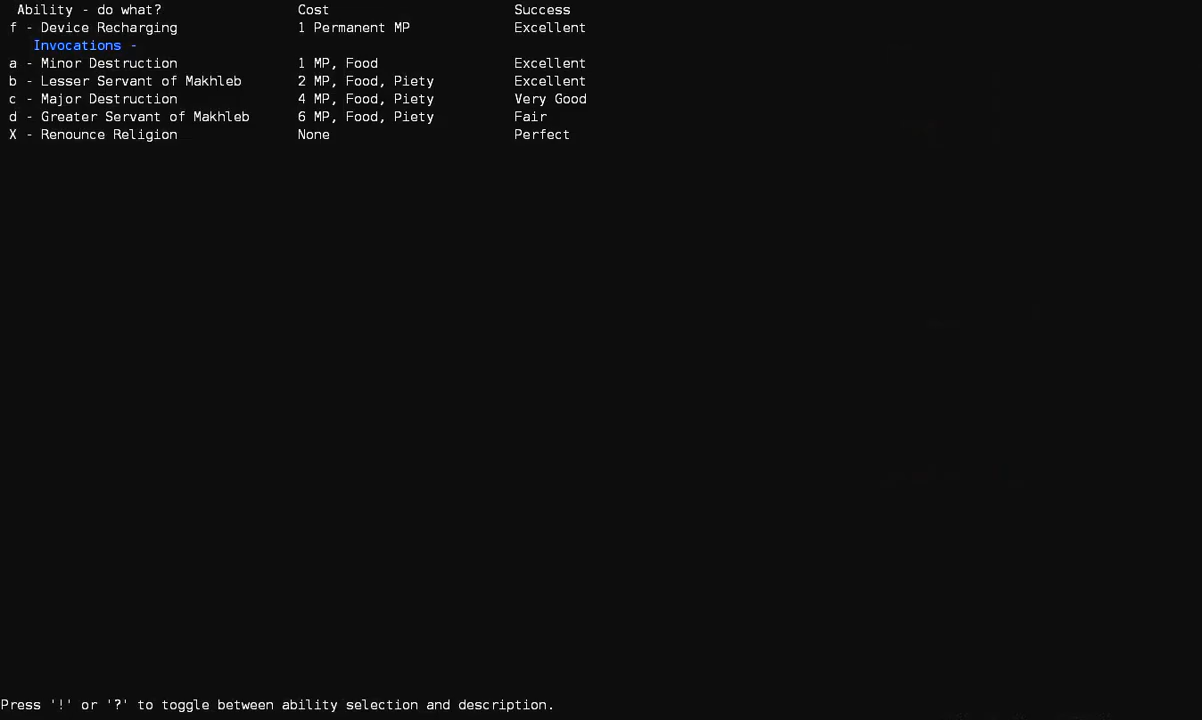 Ability - do what? Cost Success
f - Device Recharging 1 Permanent MP Excellent
Invocations -
a - Minor Destruction 1 MP, Food Excellent
b - Lesser Servant of Makhleb 2 MP, Food, Piety Excellent
c - Major Destruction 4 MP, Food, Piety Very Good
d - Greater Servant of Makhleb 6 MP, Food, Piety Fair
X - Renounce Religion None Perfect
Press '!' or '?' to toggle between ability selection and description.